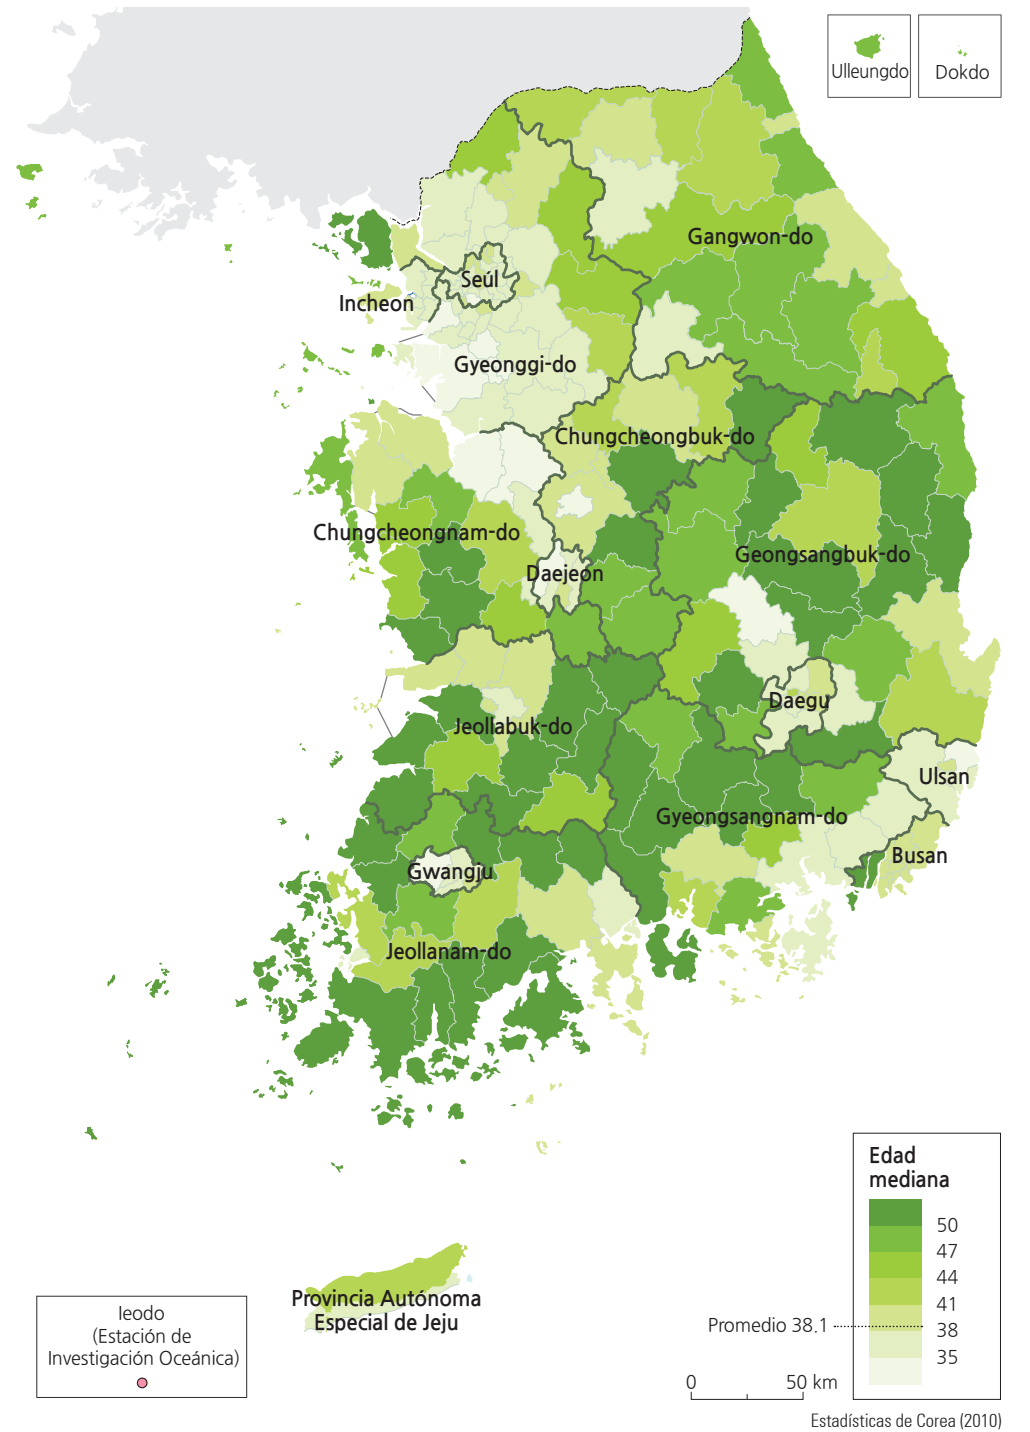 Ulleungdo
Dokdo
Gangwon-do
Seúl
Incheon
Gyeonggi-do
Chungcheongbuk-do
Chungcheongnam-do
Geongsangbuk-do
Daejeon
Daegu
Jeollabuk-do
Ulsan
Gyeongsangnam-do
Busan
Gwangju
Jeollanam-do
Provincia Autónoma
Especial de Jeju
Ieodo
(Estación de
Investigación Oceánica)
Edad
mediana
50
47
44
41
Promedio 38.1
38
35
0 50 km
Estadísticas de Corea (2010)